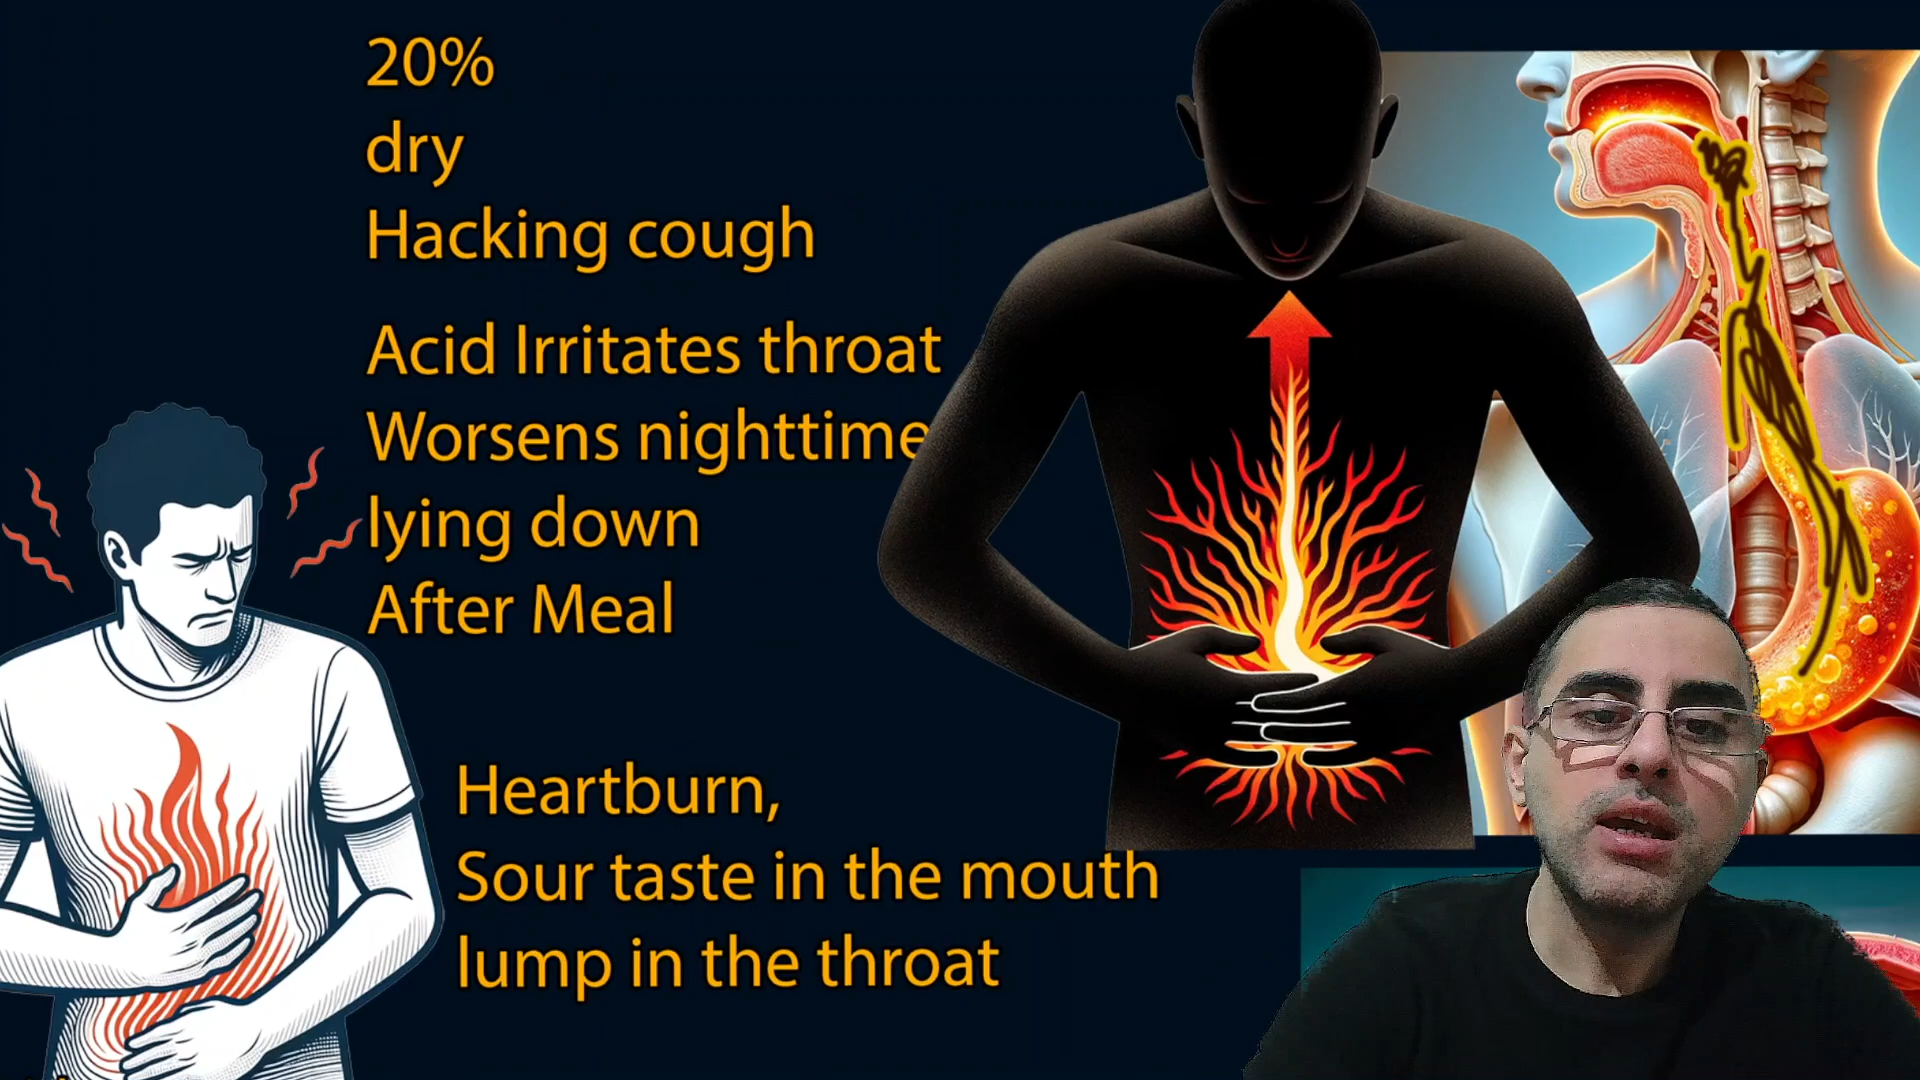 20%
dry
Hacking cough
Acid Irritates throat
Worsens nighttime
lying down
After Meal
Heartburn,
Sour taste in the mouth
lump in the throat